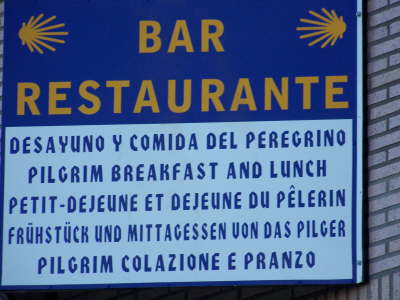 BAR
RESTAURANTE
DESAYUNO Y COMIDA DEL PEREGRINO
PILGRIM BREAKFAST AND LUNCH
PETIT-DEJEUNE ET DEJEUNE DU PÊLERIN
FRÜHSTÜCK UND MITTAGESSEN VON DAS PILGER
PILGRIM COLAZIONE E PRANZO